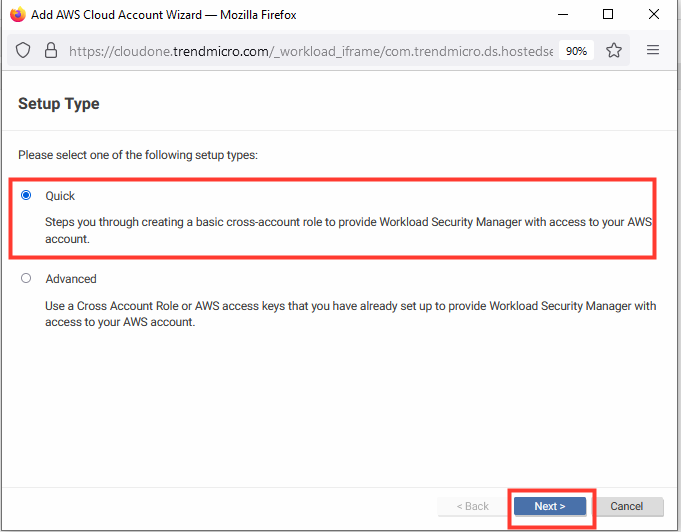 Add AWS Cloud Account Wizard — Mozilla Firefox
https://cloudone.trendmicro.com/_workload_iframe/com.trendmicro.ds.hostedse
90%
Setup Type
Please select one of the following setup types:
Quick
Steps you through creating a basic cross-account role to provide Workload Security Manager with access to your AWS
account.
Advanced
Use a Cross Account Role or AWS access keys that you have already set up to provide Workload Security Manager with
access to your AWS account.
< Back Next > Cancel